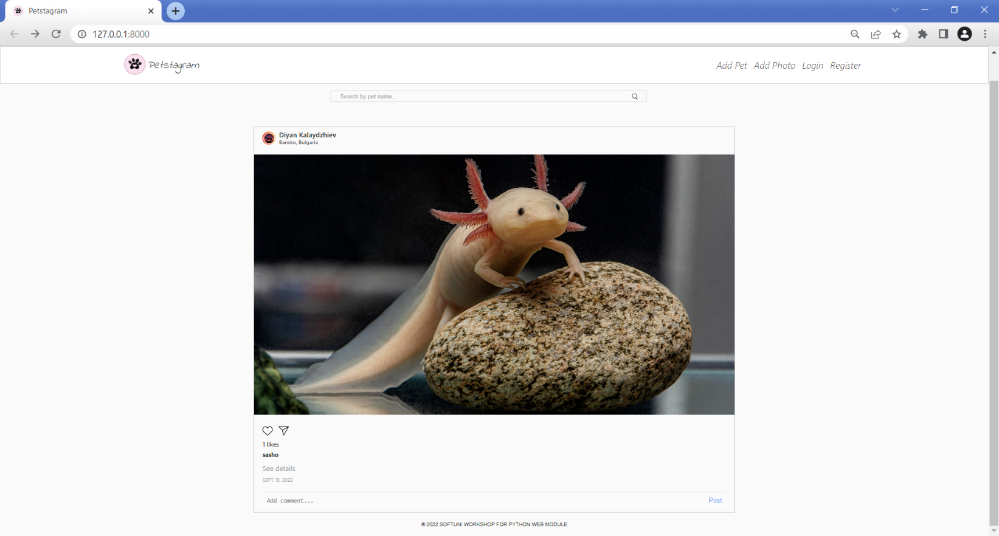 Petstagram
127.0.0.1:8000
Petstagram
Add Pet Add Photo Login Register
Search by pet name...
Diyan Kalaydzhiev
Bansko, Bulgaria
1 likes
sasho
See details
SEPT. 13, 2022
Add comment...
Post
© 2022 SOFTUNI WORKSHOP FOR PYTHON WEB MODULE